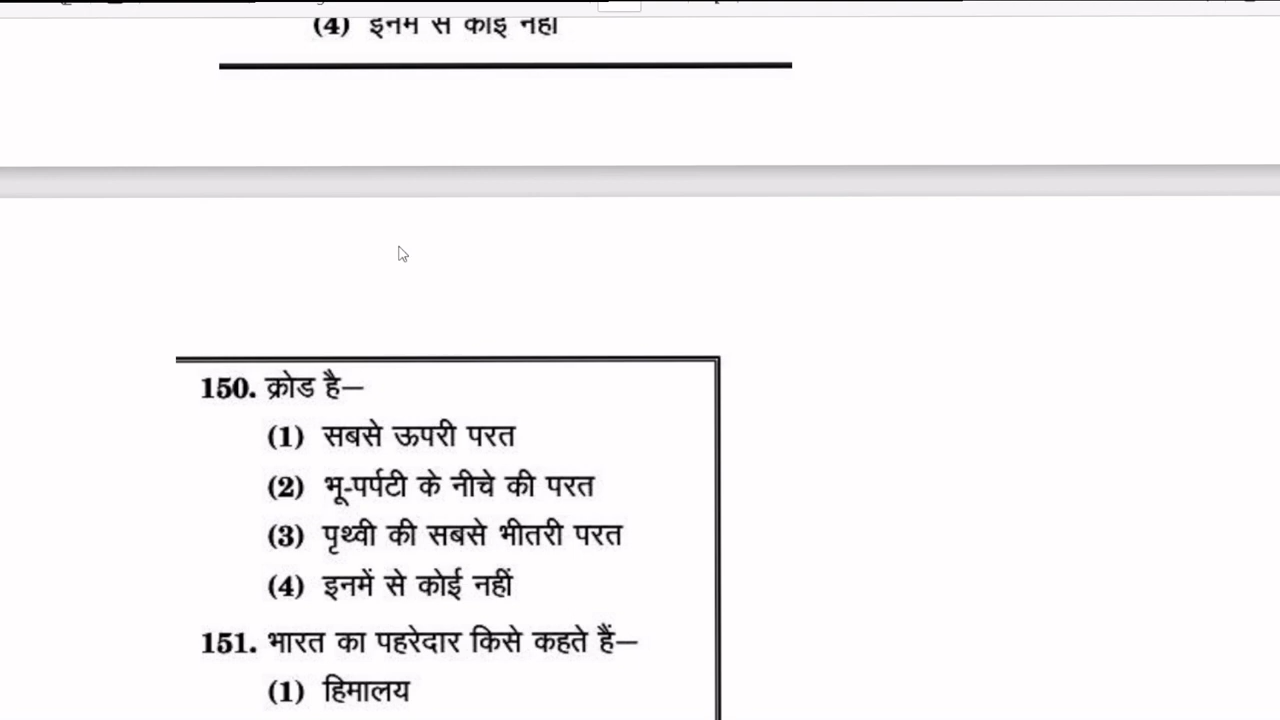 (4) इनमें से कोई नहीं
150. क्रोड है—
(1) सबसे ऊपरी परत
(2) भू-पर्पटी के नीचे की परत
(3) पृथ्वी की सबसे भीतरी परत
(4) इनमें से कोई नहीं
151. भारत का पहरेदार किसे कहते हैं—
(1) हिमालय